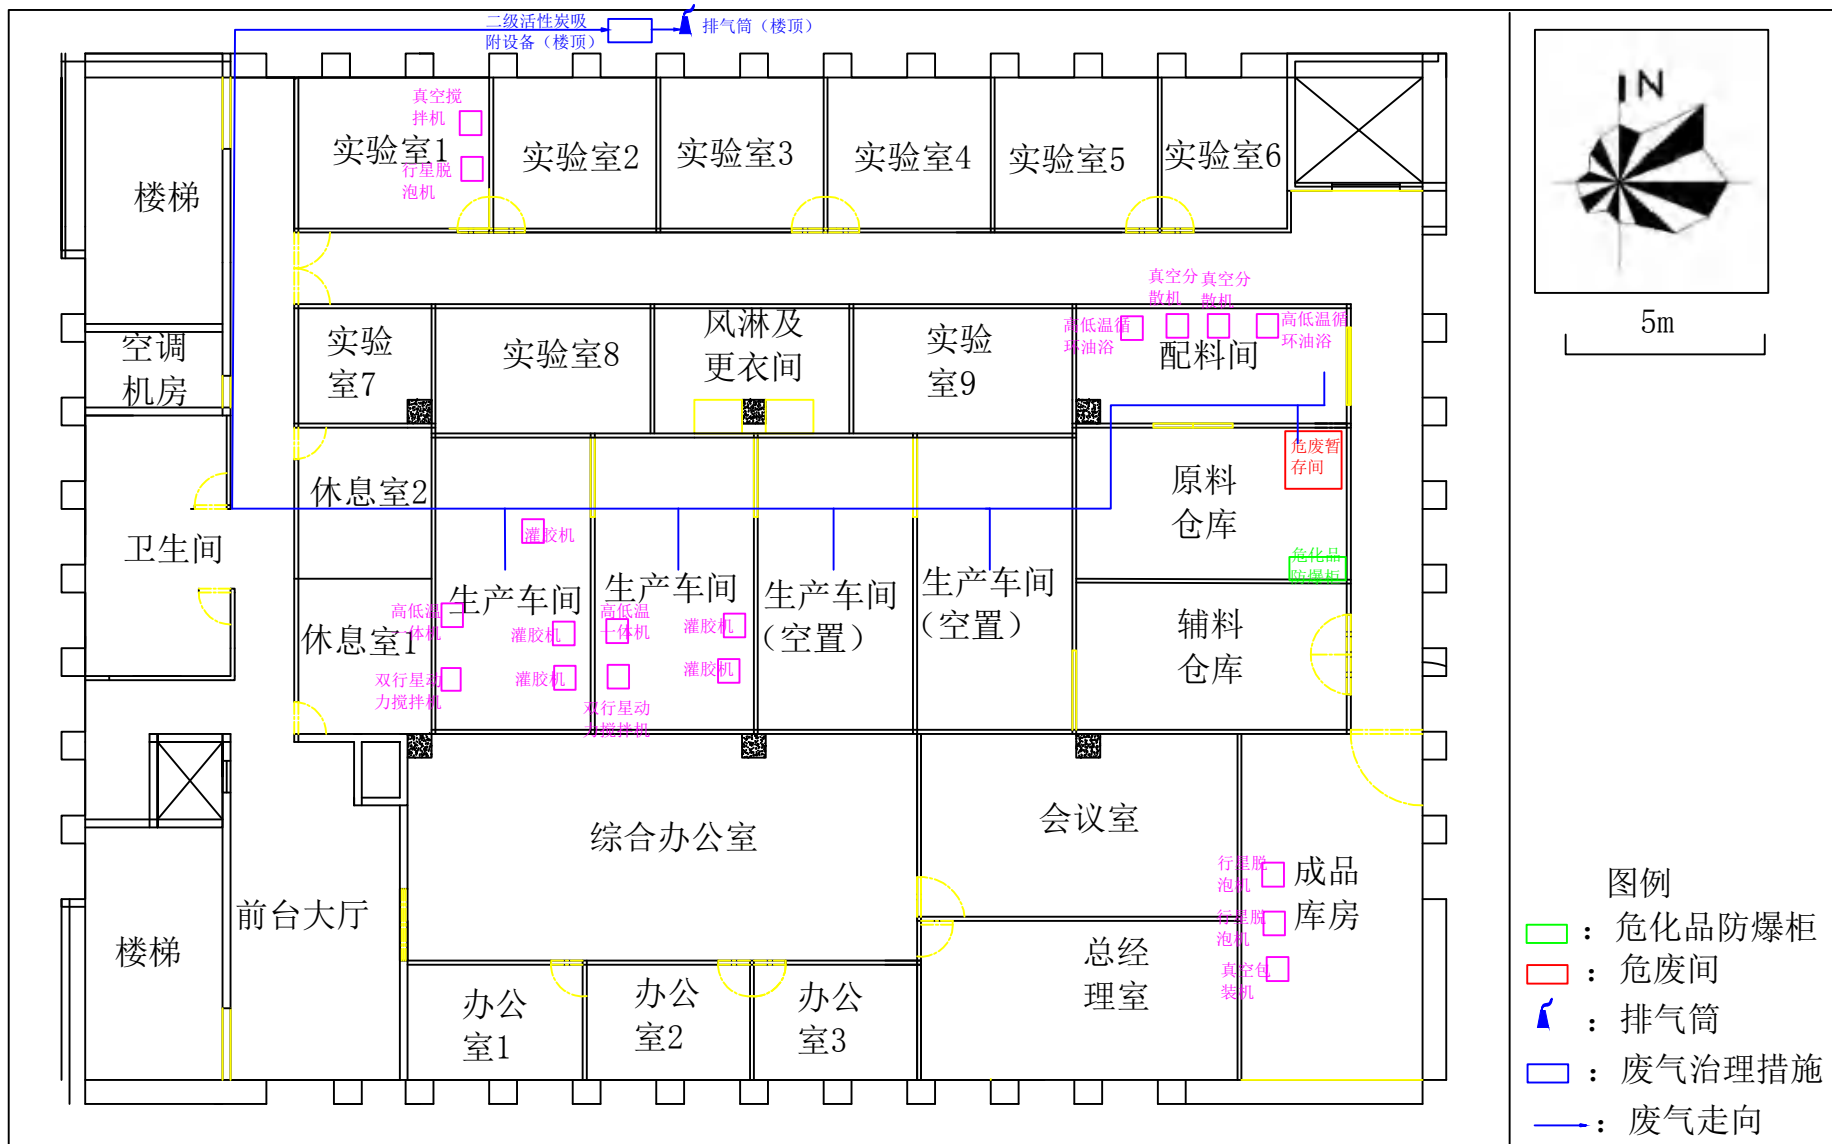 二级活性炭吸
附设备（楼顶）
排气筒（楼顶）
IN
5m
真空搅
拌机
实验室1
行星脱
泡机
实验室2
实验室3
实验室4
实验室5
实验室6
楼梯
空调
机房
实验
室7
实验室8
风淋及
更衣间
实验
室9
真空分
散机
真空分
散机
高低温循
环油浴
高低温循
环油浴
配料间
危废暂
存间
原料
仓库
危化品
防爆柜
辅料
仓库
休息室2
休息室1
卫生间
灌胶机
生产车间
高低温
一体机
灌胶机
双行星动
力搅拌机
灌胶机
生产车间
高低温
一体机
灌胶机
灌胶机
双行星动
力搅拌机
生产车间
（空置）
生产车间
（空置）
综合办公室
会议室
行星脱
泡机
行星脱
泡机
真空包
装机
成品
库房
总经
理室
前台大厅
楼梯
办公
室1
办公
室2
办公
室3
图例
：危化品防爆柜
：危废间
：排气筒
：废气治理措施
：废气走向